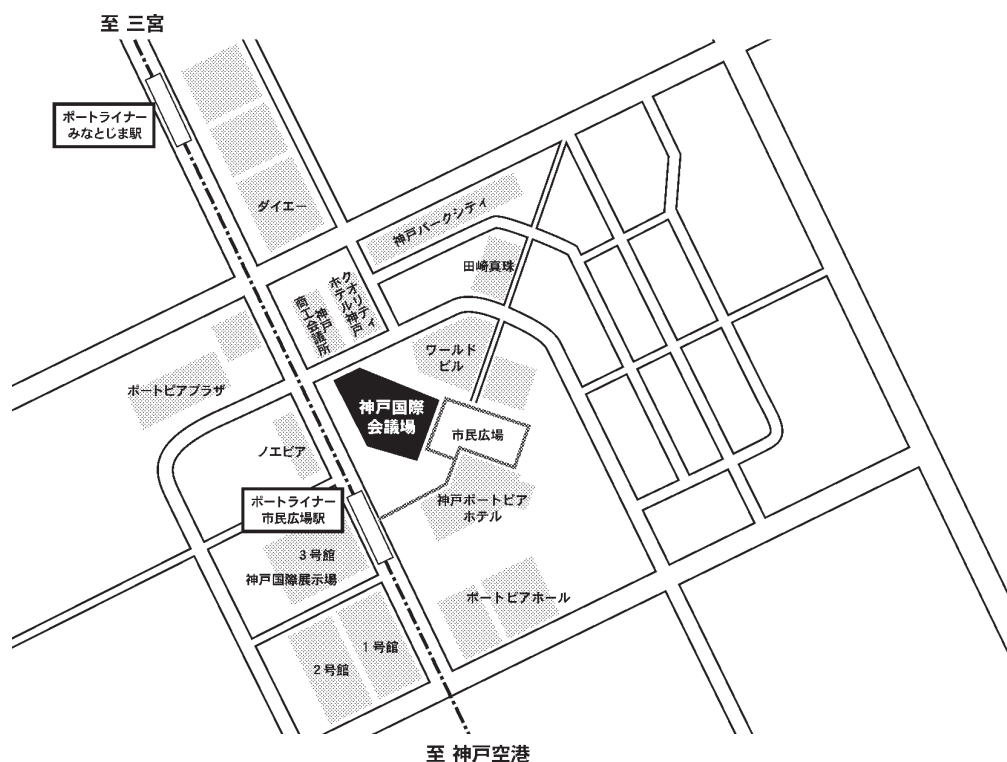 至 三宮
ポートライナー
みなとじま駅
ダイエー
神戸パークシティ
田崎真珠
クオリティ
ホテル神戸
神戸
商工会議所
ワールド
ビル
ポートピアプラザ
神戸国際
会議場
市民広場
ノエビア
ポートライナー
市民広場駅
神戸ポートピア
ホテル
3号館
神戸国際展示場
ポートピアホール
1号館
2号館
至 神戸空港